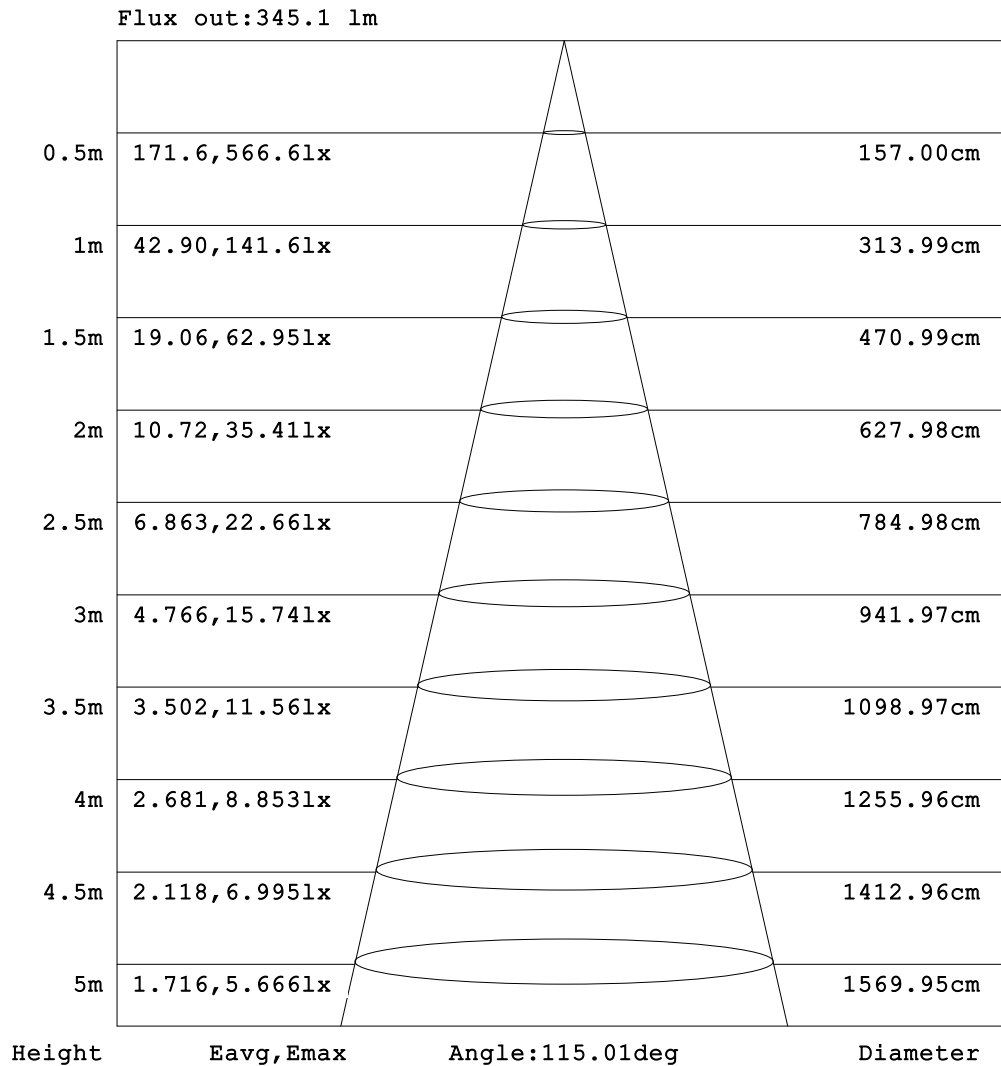 Flux out:345.1 lm
0.5m 171.6,566.6lx 157.00cm
1m 42.90,141.6lx 313.99cm
1.5m 19.06,62.95lx 470.99cm
2m 10.72,35.41lx 627.98cm
2.5m 6.863,22.66lx 784.98cm
3m 4.766,15.74lx 941.97cm
3.5m 3.502,11.56lx 1098.97cm
4m 2.681,8.853lx 1255.96cm
4.5m 2.118,6.995lx 1412.96cm
5m 1.716,5.666lx 1569.95cm
Height Eavg,Emax Angle:115.01deg Diameter